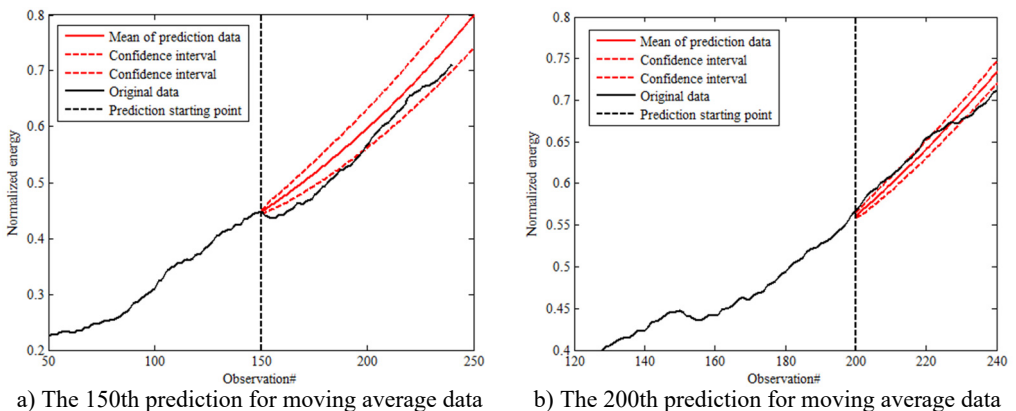 0.8
0.7
0.6
0.5
0.4
0.3
0.2
Normalized energy
Mean of prediction data
Confidence interval
Confidence interval
Original data
Prediction starting point
50
100
150
200
250
Observation#
a) The 150th prediction for moving average data
0.8
0.75
0.7
0.65
0.6
0.55
0.5
0.45
0.4
Normalized energy
Mean of prediction data
Confidence interval
Confidence interval
Original data
Prediction starting point
120
140
160
180
200
220
240
Observation#
b) The 200th prediction for moving average data